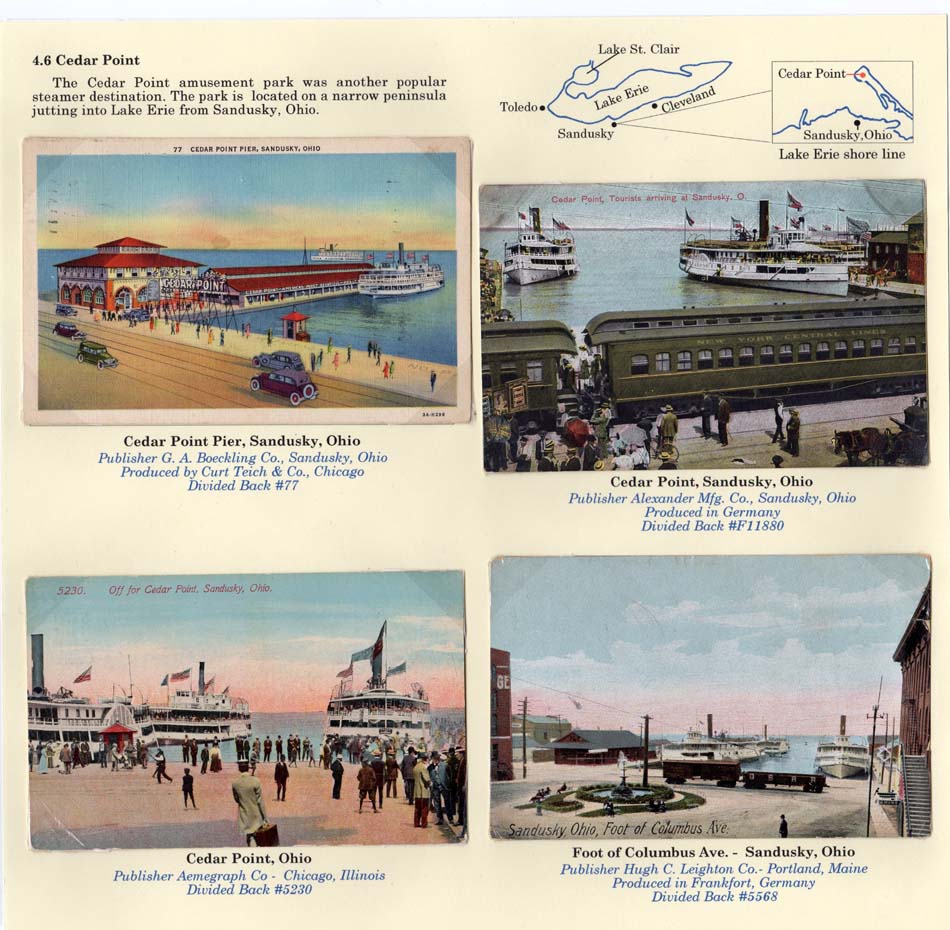 4.6 Cedar Point
The Cedar Point amusement park was another popular
steamer destination. The park is located on a narrow peninsula
jutting into Lake Erie from Sandusky, Ohio.
Lake St. Clair
Lake Erie
Toledo
Cleveland
Sandusky
Cedar Point
Sandusky, Ohio
Lake Erie shore line
77 CEDAR POINT PIER, SANDUSKY, OHIO
CEDAR POINT
3A-H296
Cedar Point Pier, Sandusky, Ohio
Publisher G. A. Boeckling Co., Sandusky, Ohio
Produced by Curt Teich & Co., Chicago
Divided Back #77
Cedar Point, Tourists arriving at Sandusky, O.
NEW YORK CENTRAL LINES
Cedar Point, Sandusky, Ohio
Publisher Alexander Mfg. Co., Sandusky, Ohio
Produced in Germany
Divided Back #F11880
5230. Off for Cedar Point, Sandusky, Ohio.
Cedar Point, Ohio
Publisher Aemegraph Co - Chicago, Illinois
Divided Back #5230
GE
Sandusky, Ohio, Foot of Columbus Ave.
Foot of Columbus Ave. - Sandusky, Ohio
Publisher Hugh C. Leighton Co.- Portland, Maine
Produced in Frankfort, Germany
Divided Back #5568